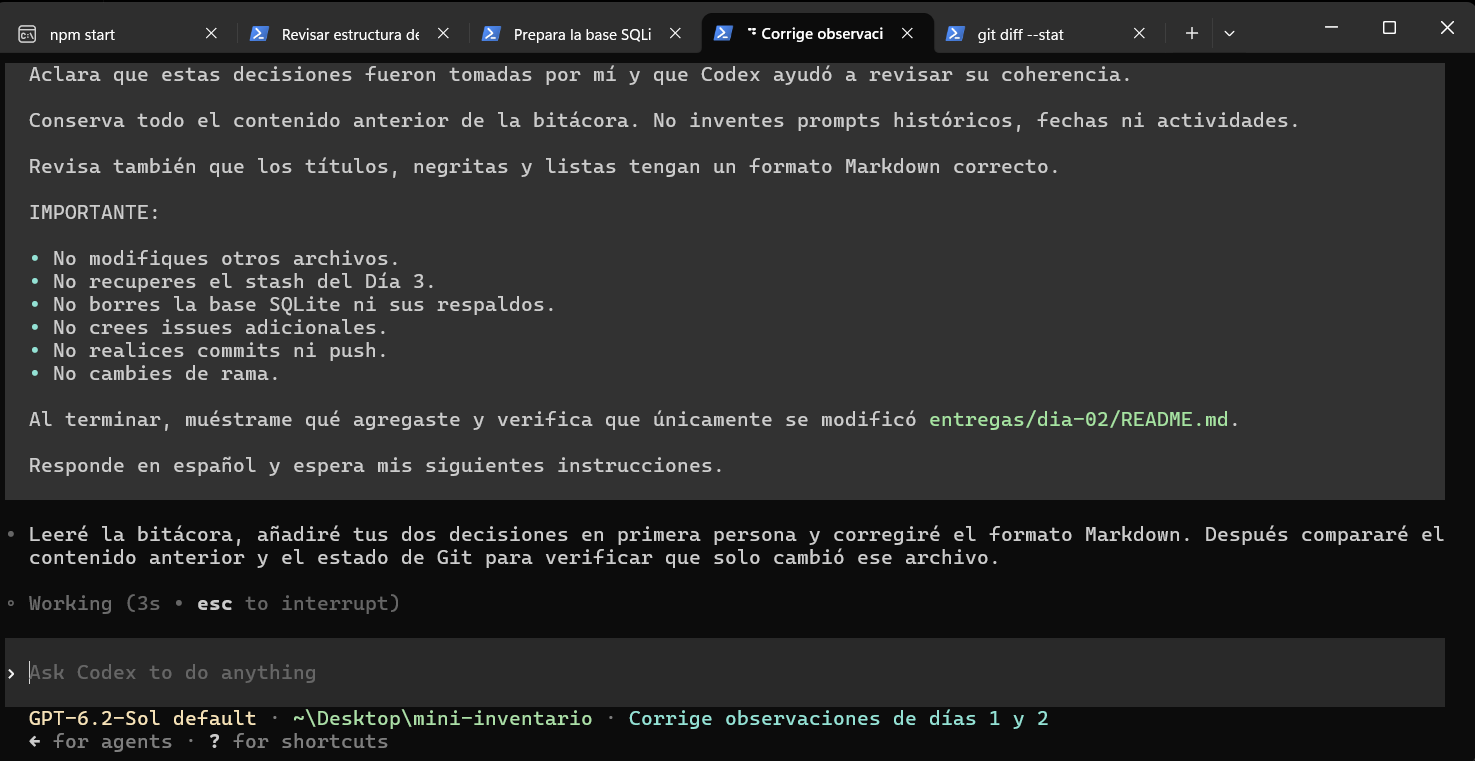 npm start
Revisar estructura de
Prepara la base SQLi
Corrige observaci
git diff --stat
Aclara que estas decisiones fueron tomadas por mí y que Codex ayudó a revisar su coherencia.
Conserva todo el contenido anterior de la bitácora. No inventes prompts históricos, fechas ni actividades.
Revisa también que los títulos, negritas y listas tengan un formato Markdown correcto.
IMPORTANTE:
• No modifiques otros archivos.
• No recuperes el stash del Día 3.
• No borres la base SQLite ni sus respaldos.
• No crees issues adicionales.
• No realices commits ni push.
• No cambies de rama.
Al terminar, muéstrame qué agregaste y verifica que únicamente se modificó entregas/dia-02/README.md.
Responde en español y espera mis siguientes instrucciones.
• Leeré la bitácora, añadiré tus dos decisiones en primera persona y corregiré el formato Markdown. Después compararé el
contenido anterior y el estado de Git para verificar que solo cambió ese archivo.
◦ Working (3s • esc to interrupt)
› Ask Codex to do anything
GPT-6.2-Sol default · ~\Desktop\mini-inventario · Corrige observaciones de días 1 y 2
← for agents · ? for shortcuts